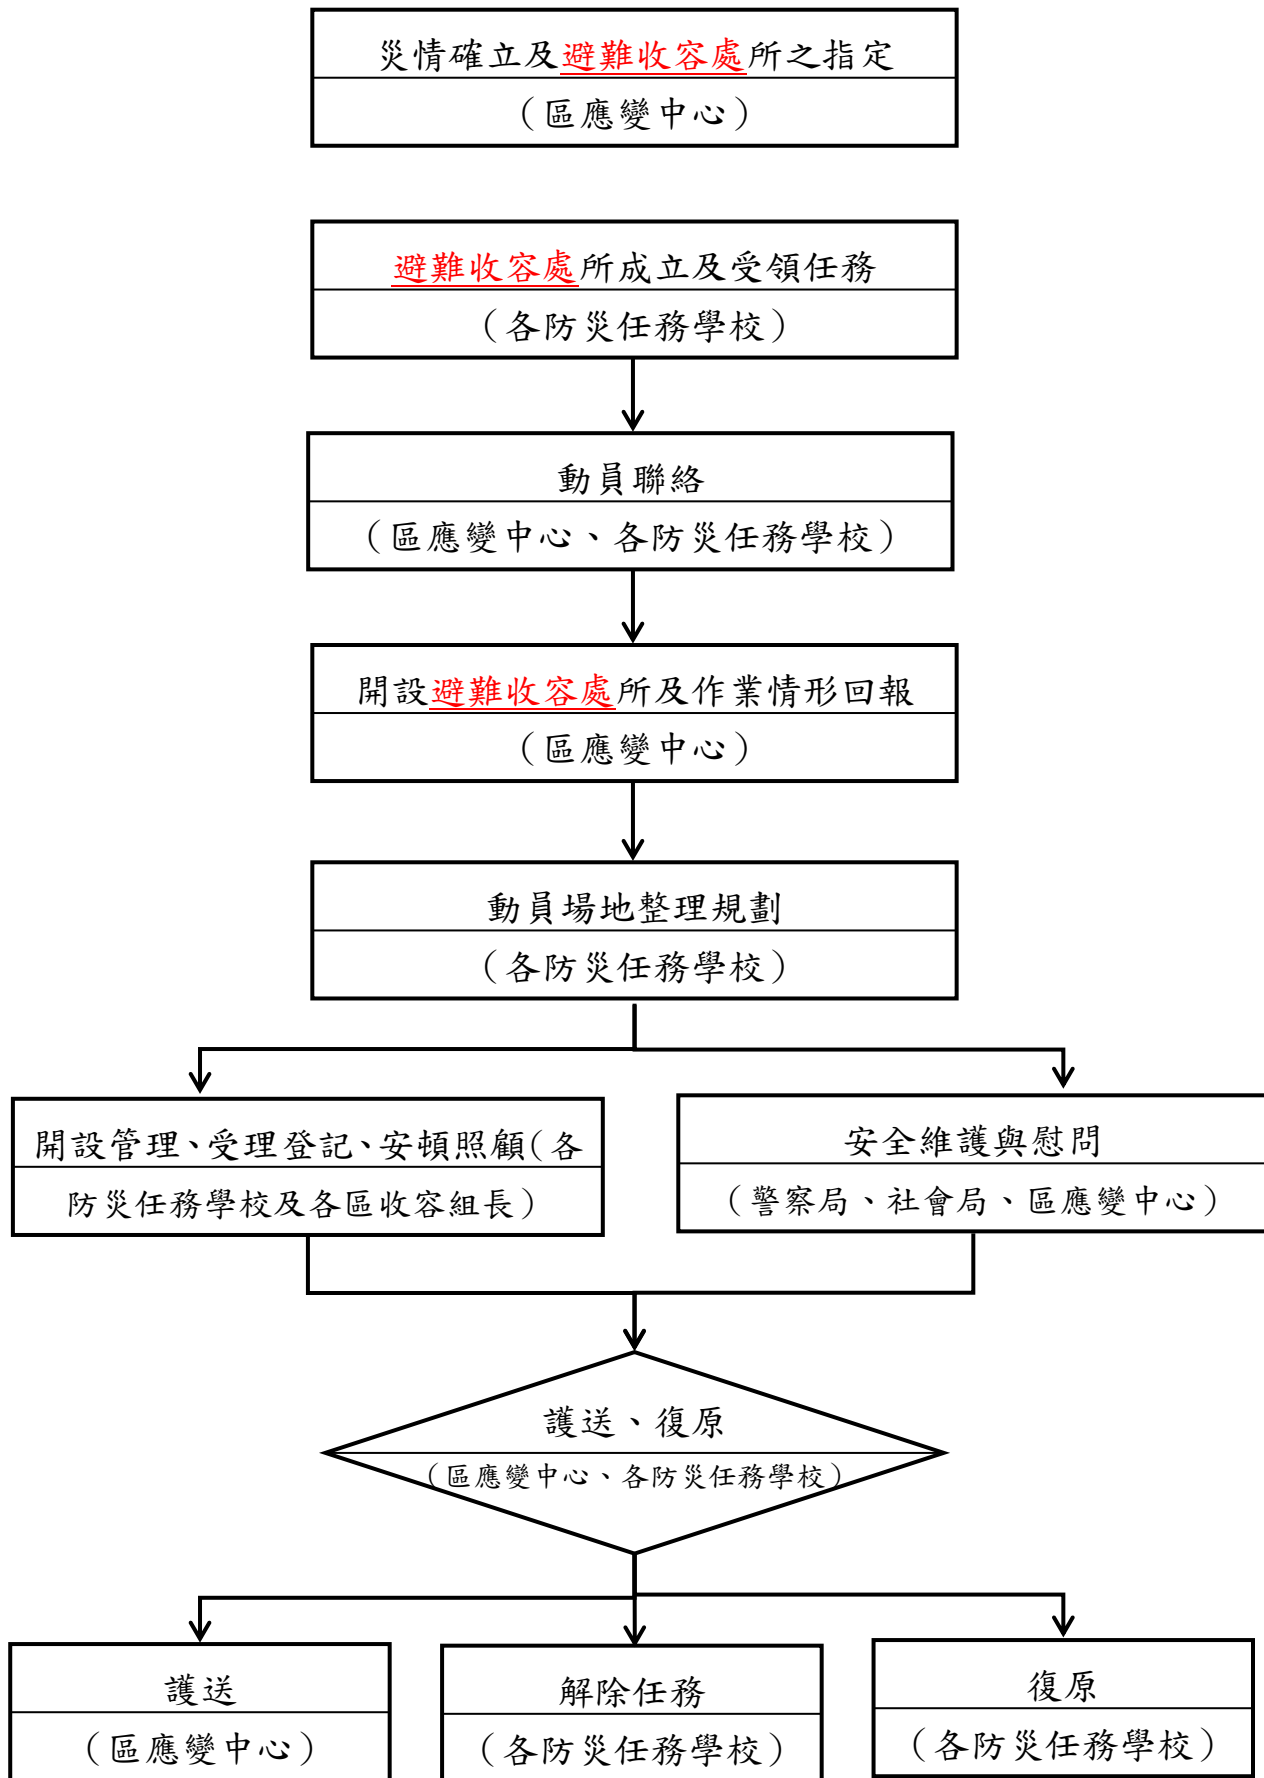 災情確立及避難收容處所之指定
（區應變中心）
避難收容處所成立及受領任務
（各防災任務學校）
動員聯絡
（區應變中心、各防災任務學校）
開設避難收容處所及作業情形回報
（區應變中心）
動員場地整理規劃
（各防災任務學校）
開設管理、受理登記、安頓照顧（各
防災任務學校及各區收容組長）
安全維護與慰問
（警察局、社會局、區應變中心）
護送、復原
（區應變中心、各防災任務學校）
護送
（區應變中心）
解除任務
（各防災任務學校）
復原
（各防災任務學校）